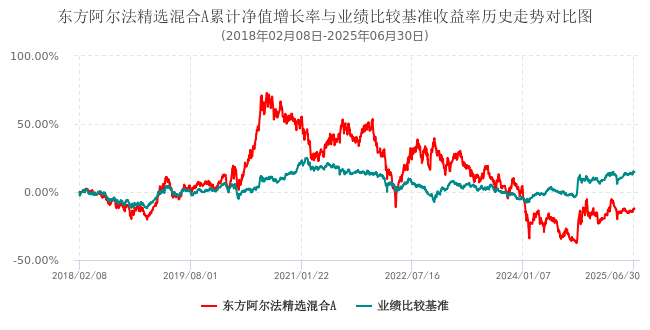 东方阿尔法精选混合A累计净值增长率与业绩比较基准收益率历史走势对比图
(2018年02月08日-2025年06月30日)
100.00%
50.00%
0.00%
-50.00%
2018/02/08 2019/08/01 2021/01/22 2022/07/16 2024/01/07 2025/06/30
东方阿尔法精选混合A 业绩比较基准